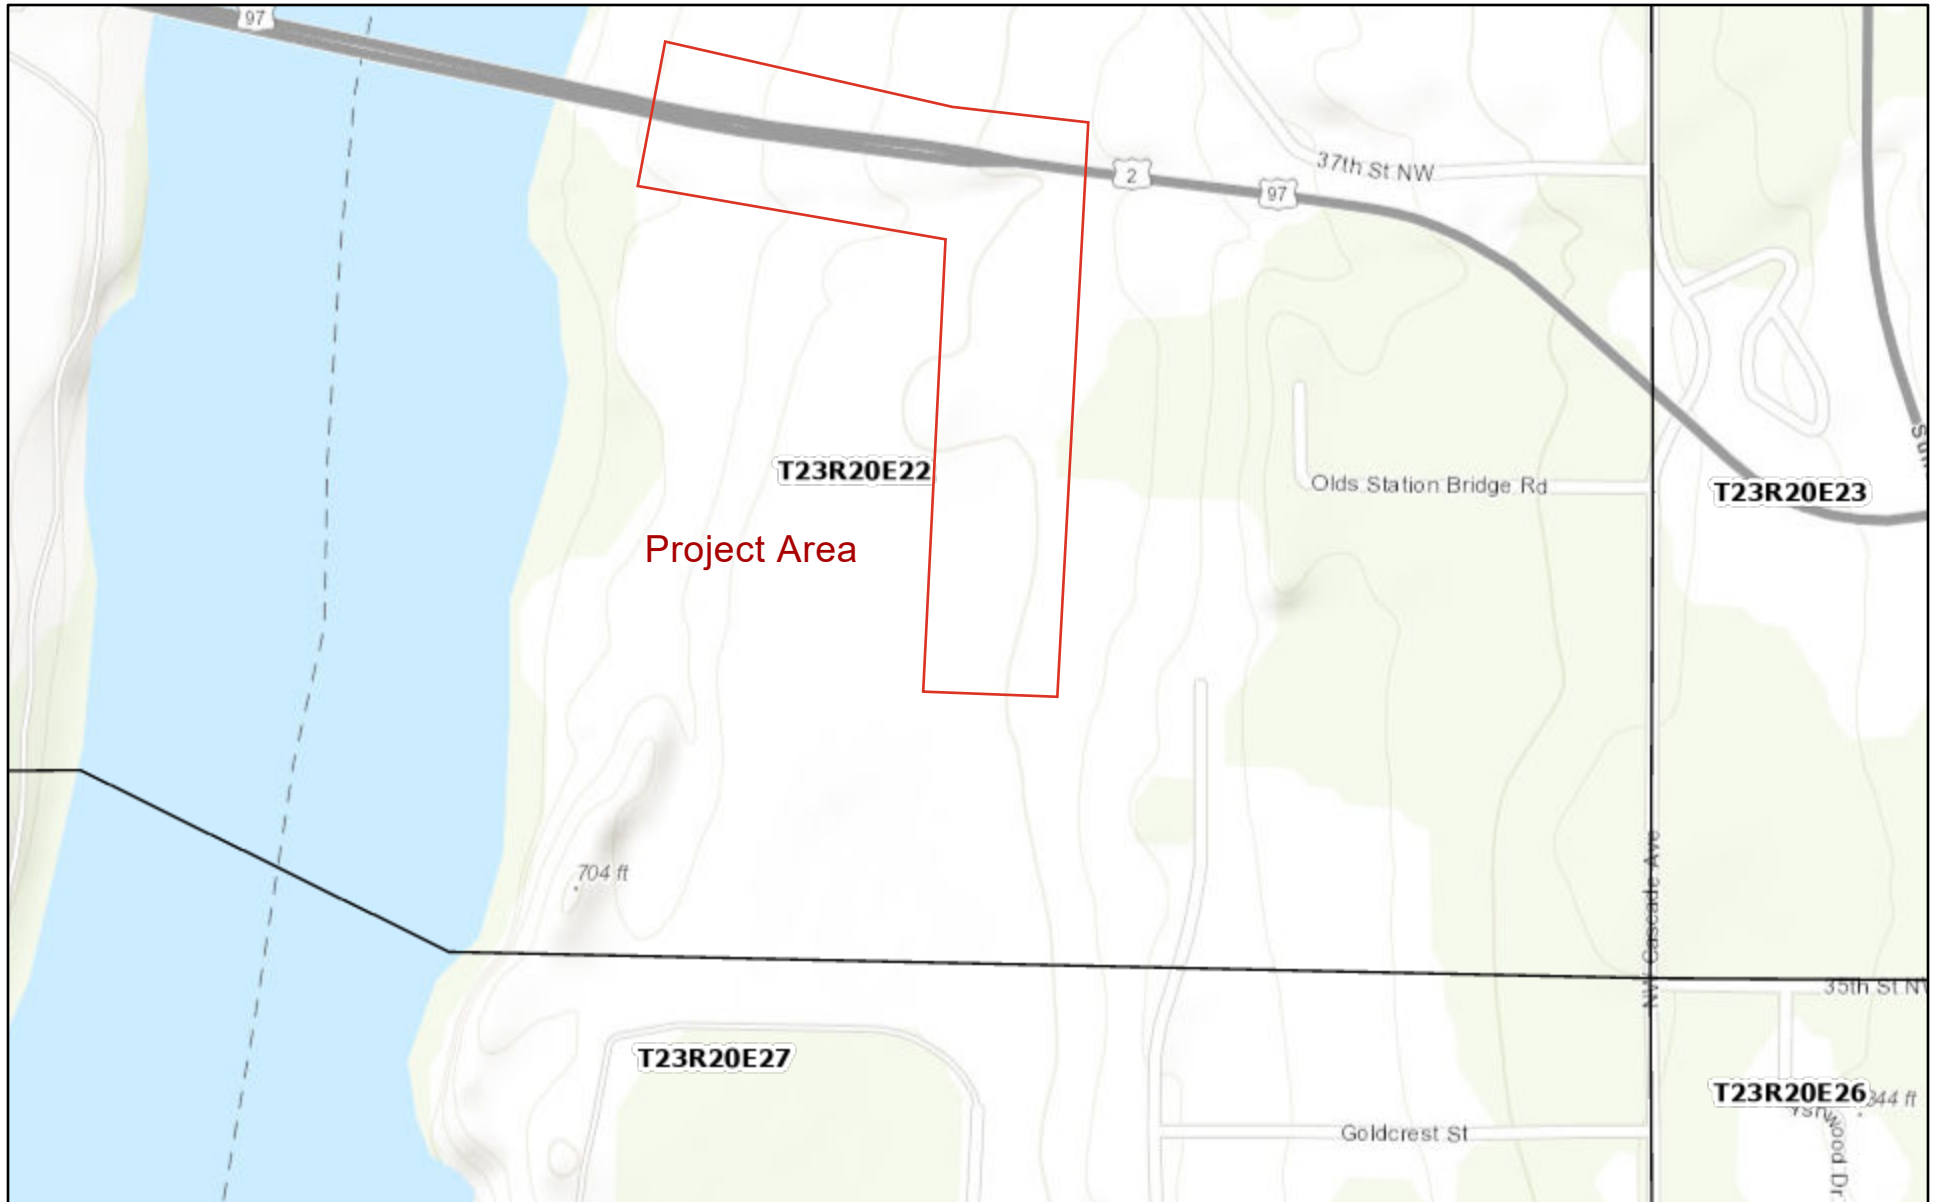 97
2
97
37th St NW
T23R20E22
Olds Station Bridge Rd
T23R20E23
Project Area
704 ft
NW Cascade Ave
35th St
T23R20E27
T23R20E26
Goldcrest St